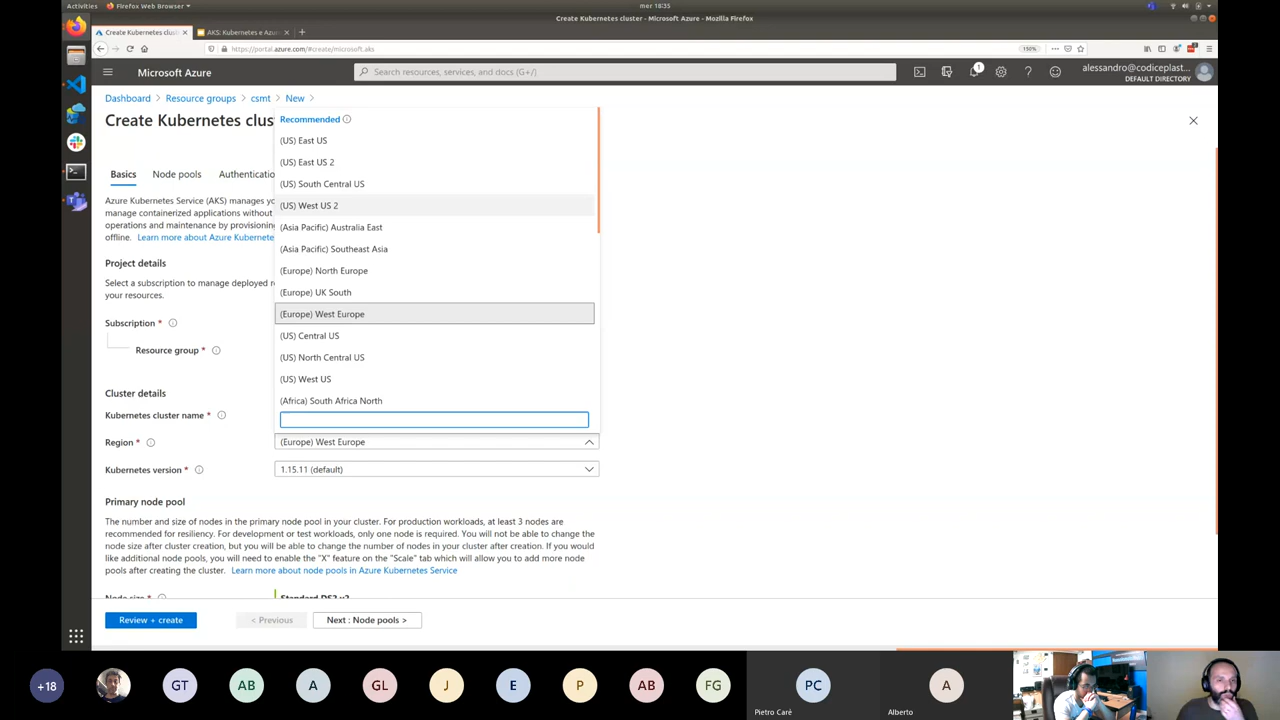 Activities
Firefox Web Browser
mer 18:35
Create Kubernetes cluster - Microsoft Azure - Mozilla Firefox
Create Kubernetes clust
AKS: Kubernetes e Azur
https://portal.azure.com/#create/microsoft.aks
150%
Microsoft Azure
Search resources, services, and docs (G+/)
1
alessandro@codiceplast...
DEFAULT DIRECTORY
Dashboard > Resource groups > csmt > New >
Create Kubernetes clus
Basics
Node pools
Authenticatio
Azure Kubernetes Service (AKS) manages yo
manage containerized applications without
operations and maintenance by provisioning
offline. Learn more about Azure Kubernete
Project details
Select a subscription to manage deployed r
your resources.
Subscription *
Resource group *
Cluster details
Kubernetes cluster name *
Recommended
(US) East US
(US) East US 2
(US) South Central US
(US) West US 2
(Asia Pacific) Australia East
(Asia Pacific) Southeast Asia
(Europe) North Europe
(Europe) UK South
(Europe) West Europe
(US) Central US
(US) North Central US
(US) West US
(Africa) South Africa North
Region *
(Europe) West Europe
Kubernetes version *
1.15.11 (default)
Primary node pool
The number and size of nodes in the primary node pool in your cluster. For production workloads, at least 3 nodes are
recommended for resiliency. For development or test workloads, only one node is required. You will not be able to change the
node size after cluster creation, but you will be able to change the number of nodes in your cluster after creation. If you would
like additional node pools, you will need to enable the "X" feature on the "Scale" tab which will allow you to add more node
pools after creating the cluster. Learn more about node pools in Azure Kubernetes Service
Node size *
Standard DS2 v2
Review + create
< Previous
Next : Node pools >
+18
GT
AB
A
GL
J
E
P
AB
FG
PC
A
Pietro Carè
Alberto